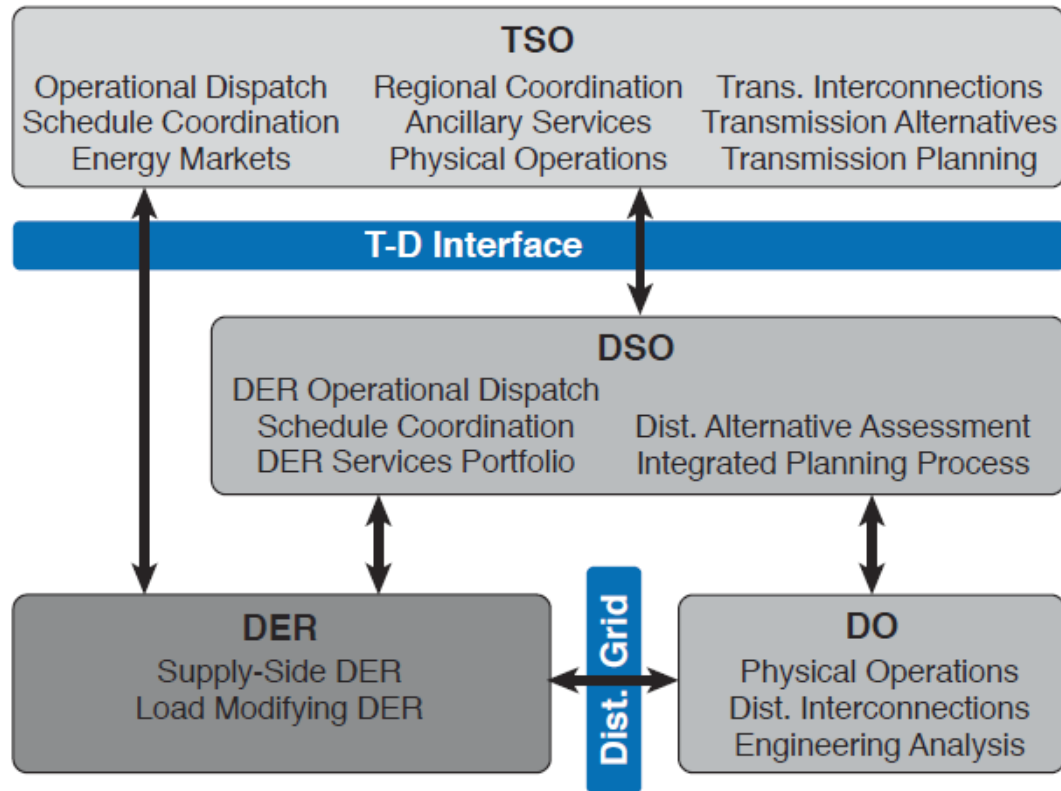 TSO
Operational Dispatch
Schedule Coordination
Energy Markets
Regional Coordination
Ancillary Services
Physical Operations
Trans. Interconnections
Transmission Alternatives
Transmission Planning
T-D Interface
DSO
DER Operational Dispatch
Schedule Coordination
DER Services Portfolio
Dist. Alternative Assessment
Integrated Planning Process
DER
Supply-Side DER
Load Modifying DER
Dist. Grid
DO
Physical Operations
Dist. Interconnections
Engineering Analysis